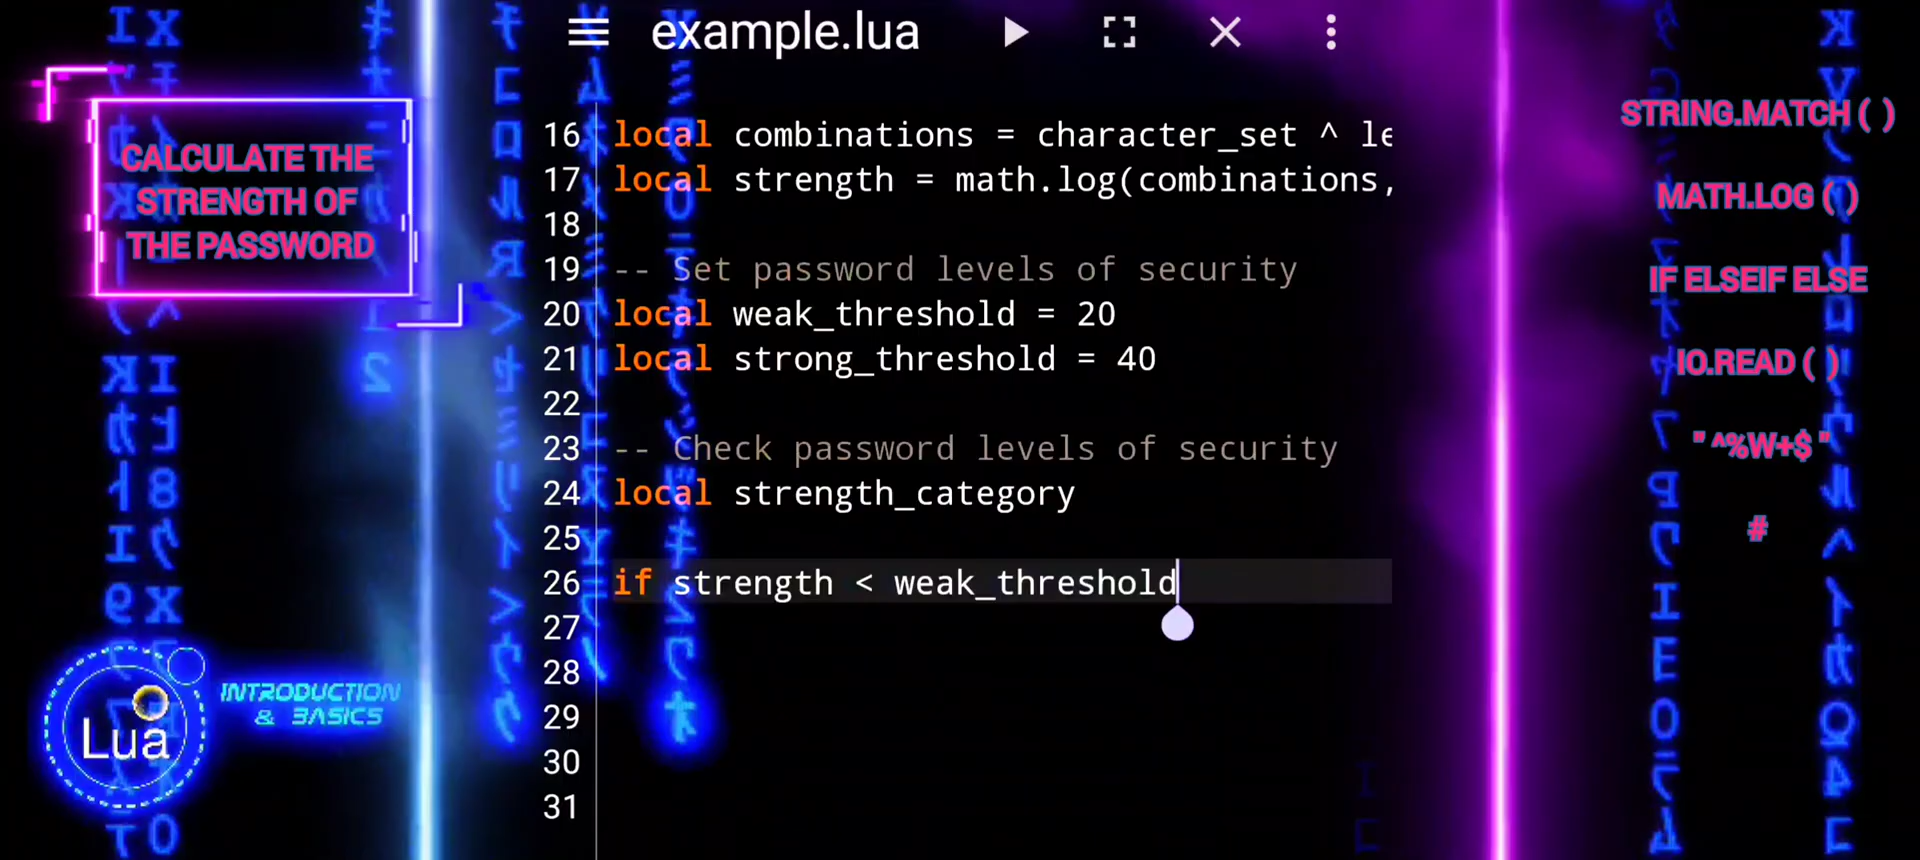 example.lua
CALCULATE THE
STRENGTH OF
THE PASSWORD
16 local combinations = character_set ^ le
17 local strength = math.log(combinations,
18
19 -- Set password levels of security
20 local weak_threshold = 20
21 local strong_threshold = 40
22
23 -- Check password levels of security
24 local strength_category
25
26 if strength < weak_threshold
27
28
29
30
31
STRING.MATCH ( )
MATH.LOG ( )
IF ELSEIF ELSE
IO.READ ( )
" ^%W+$ "
#
Lua
INTRODUCTION
& BASICS